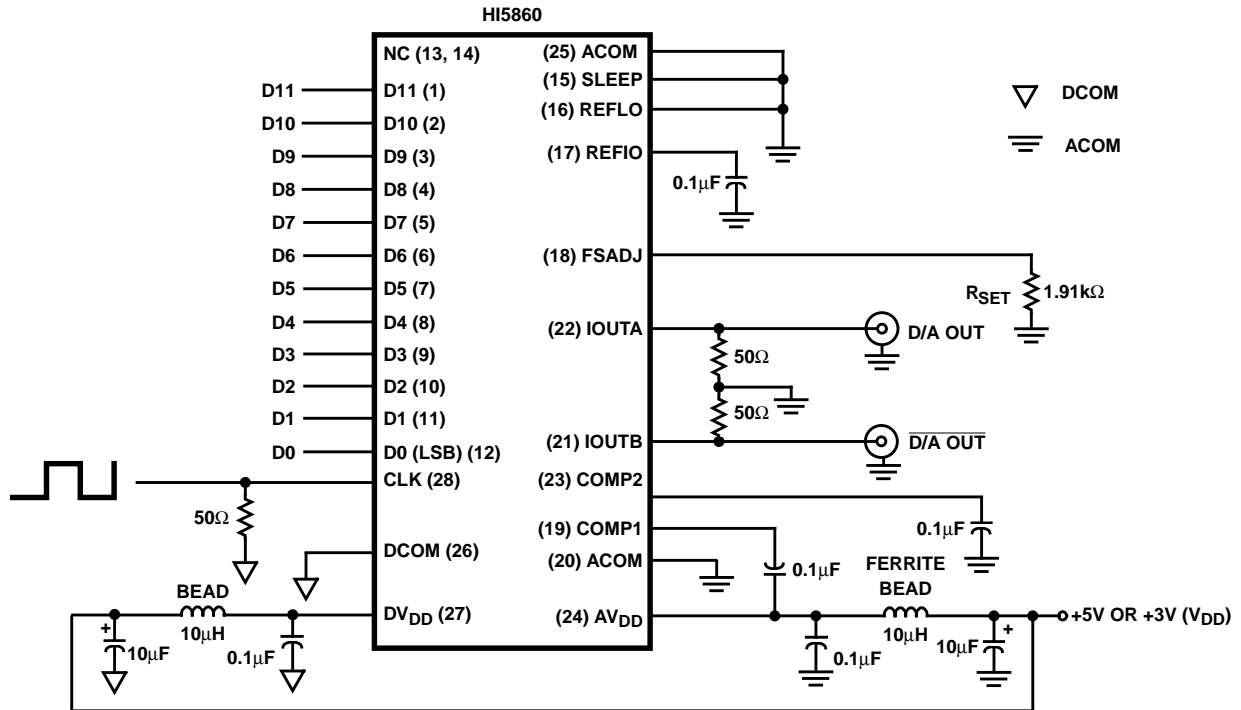 HI5860
NC (13, 14)
D11
D11 (1)
D10
D10 (2)
D9
D9 (3)
D8
D8 (4)
D7
D7 (5)
D6
D6 (6)
D5
D5 (7)
D4
D4 (8)
D3
D3 (9)
D2
D2 (10)
D1
D1 (11)
D0
D0 (LSB) (12)
CLK (28)
50Ω
DCOM (26)
BEAD
10µH
DVDD (27)
10µF
+
0.1µF
(25) ACOM
(15) SLEEP
(16) REFLO
(17) REFIO
0.1µF
(18) FSADJ
RSET
1.91kΩ
(22) IOUTA
D/A OUT
50Ω
50Ω
(21) IOUTB
D/A OUT
(23) COMP2
0.1µF
(19) COMP1
0.1µF
(20) ACOM
FERRITE
BEAD
10µH
(24) AVDD
0.1µF
10µF
+
+5V OR +3V (VDD)
DCOM
ACOM